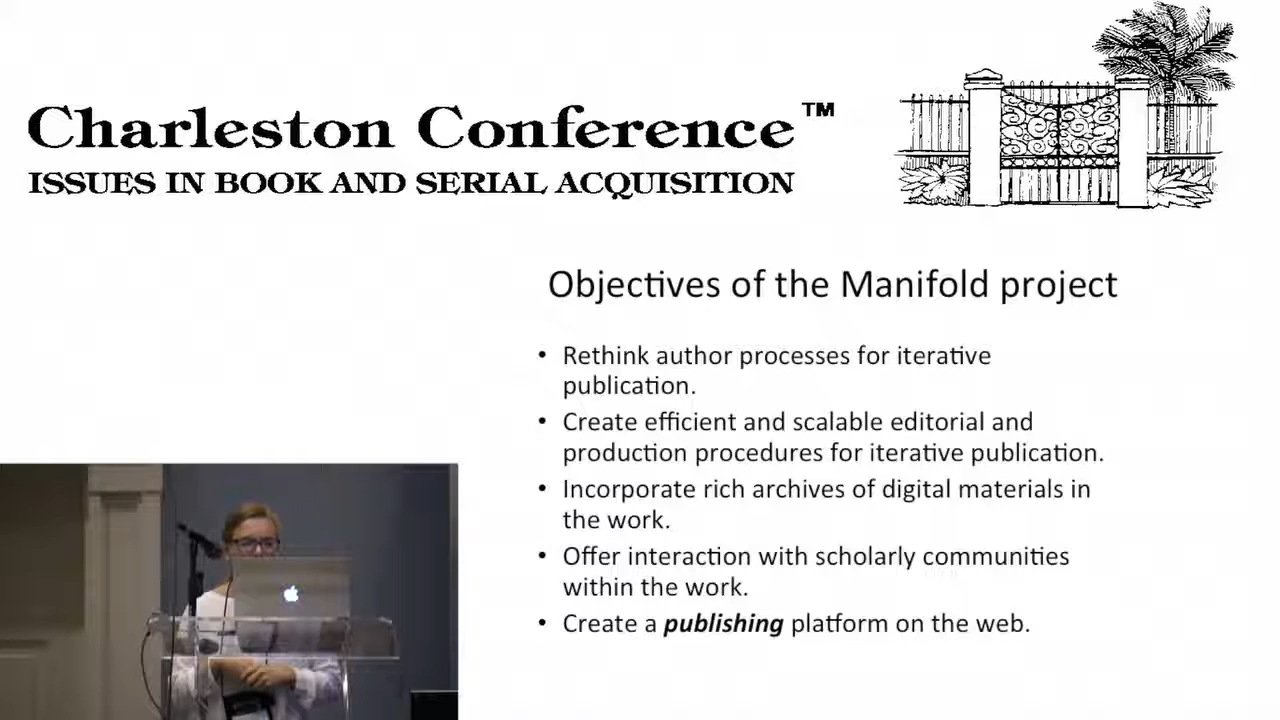 Charleston Conference™
ISSUES IN BOOK AND SERIAL ACQUISITION
Objectives of the Manifold project
• Rethink author processes for iterative
publication.
• Create efficient and scalable editorial and
production procedures for iterative publication.
• Incorporate rich archives of digital materials in
the work.
• Offer interaction with scholarly communities
within the work.
• Create a publishing platform on the web.